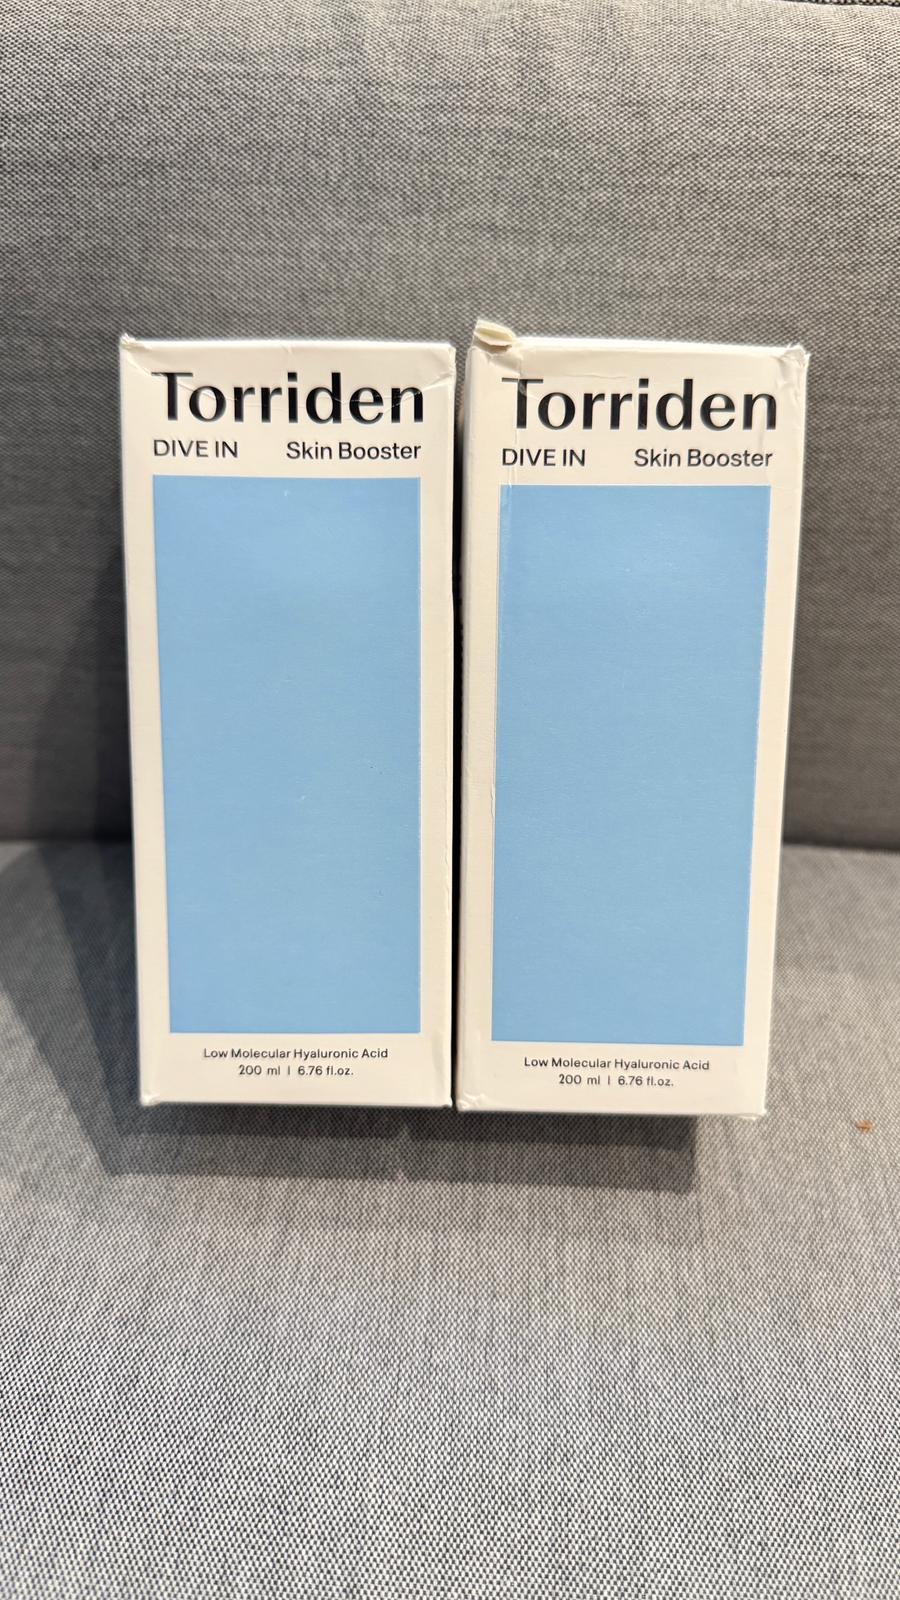 Torriden
DIVE IN Skin Booster
Low Molecular Hyaluronic Acid
200 ml | 6.76 fl.oz.
Torriden
DIVE IN Skin Booster
Low Molecular Hyaluronic Acid
200 ml | 6.76 fl.oz.